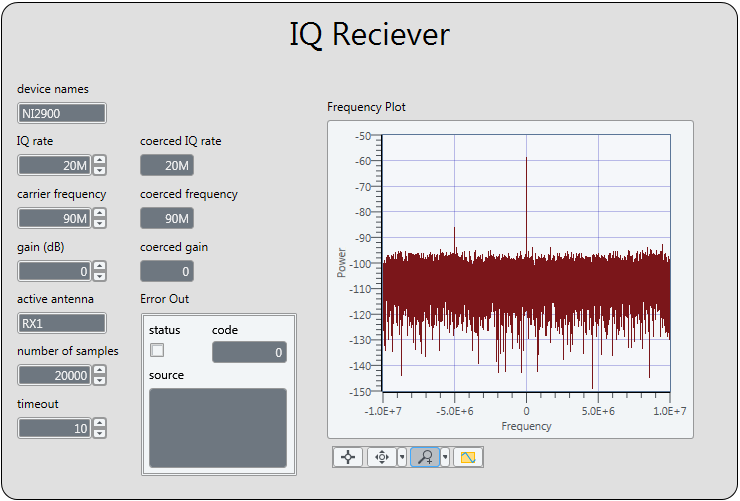 IQ Reciever
device names
NI2900
IQ rate
20M
coerced IQ rate
20M
carrier frequency
90M
coerced frequency
90M
gain (dB)
0
coerced gain
0
active antenna
RX1
number of samples
20000
timeout
10
Error Out
status
code
0
source
Frequency Plot
-50
-60
-70
-80
-90
-100
-110
-120
-130
-140
-150
Power
-1.0E+7 -5.0E+6 0 5.0E+6 1.0E+7
Frequency